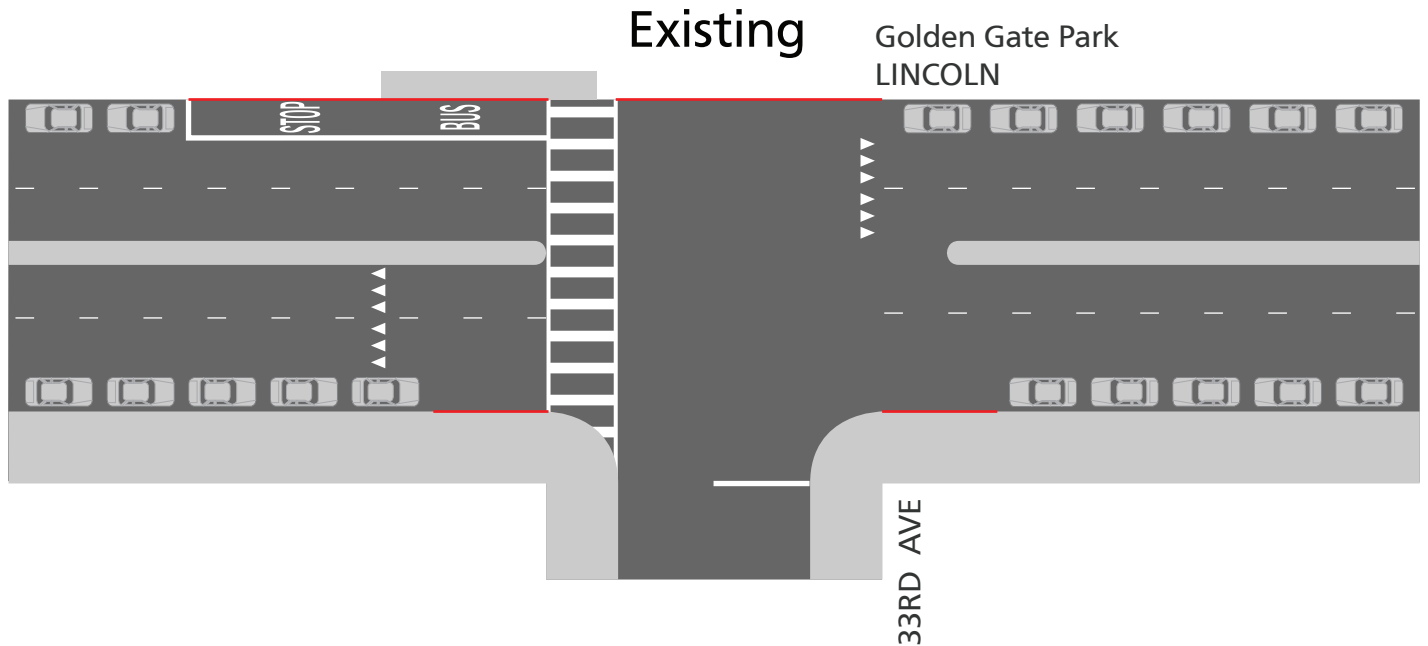 Existing
Golden Gate Park
LINCOLN
STOP
BUS
33RD AVE